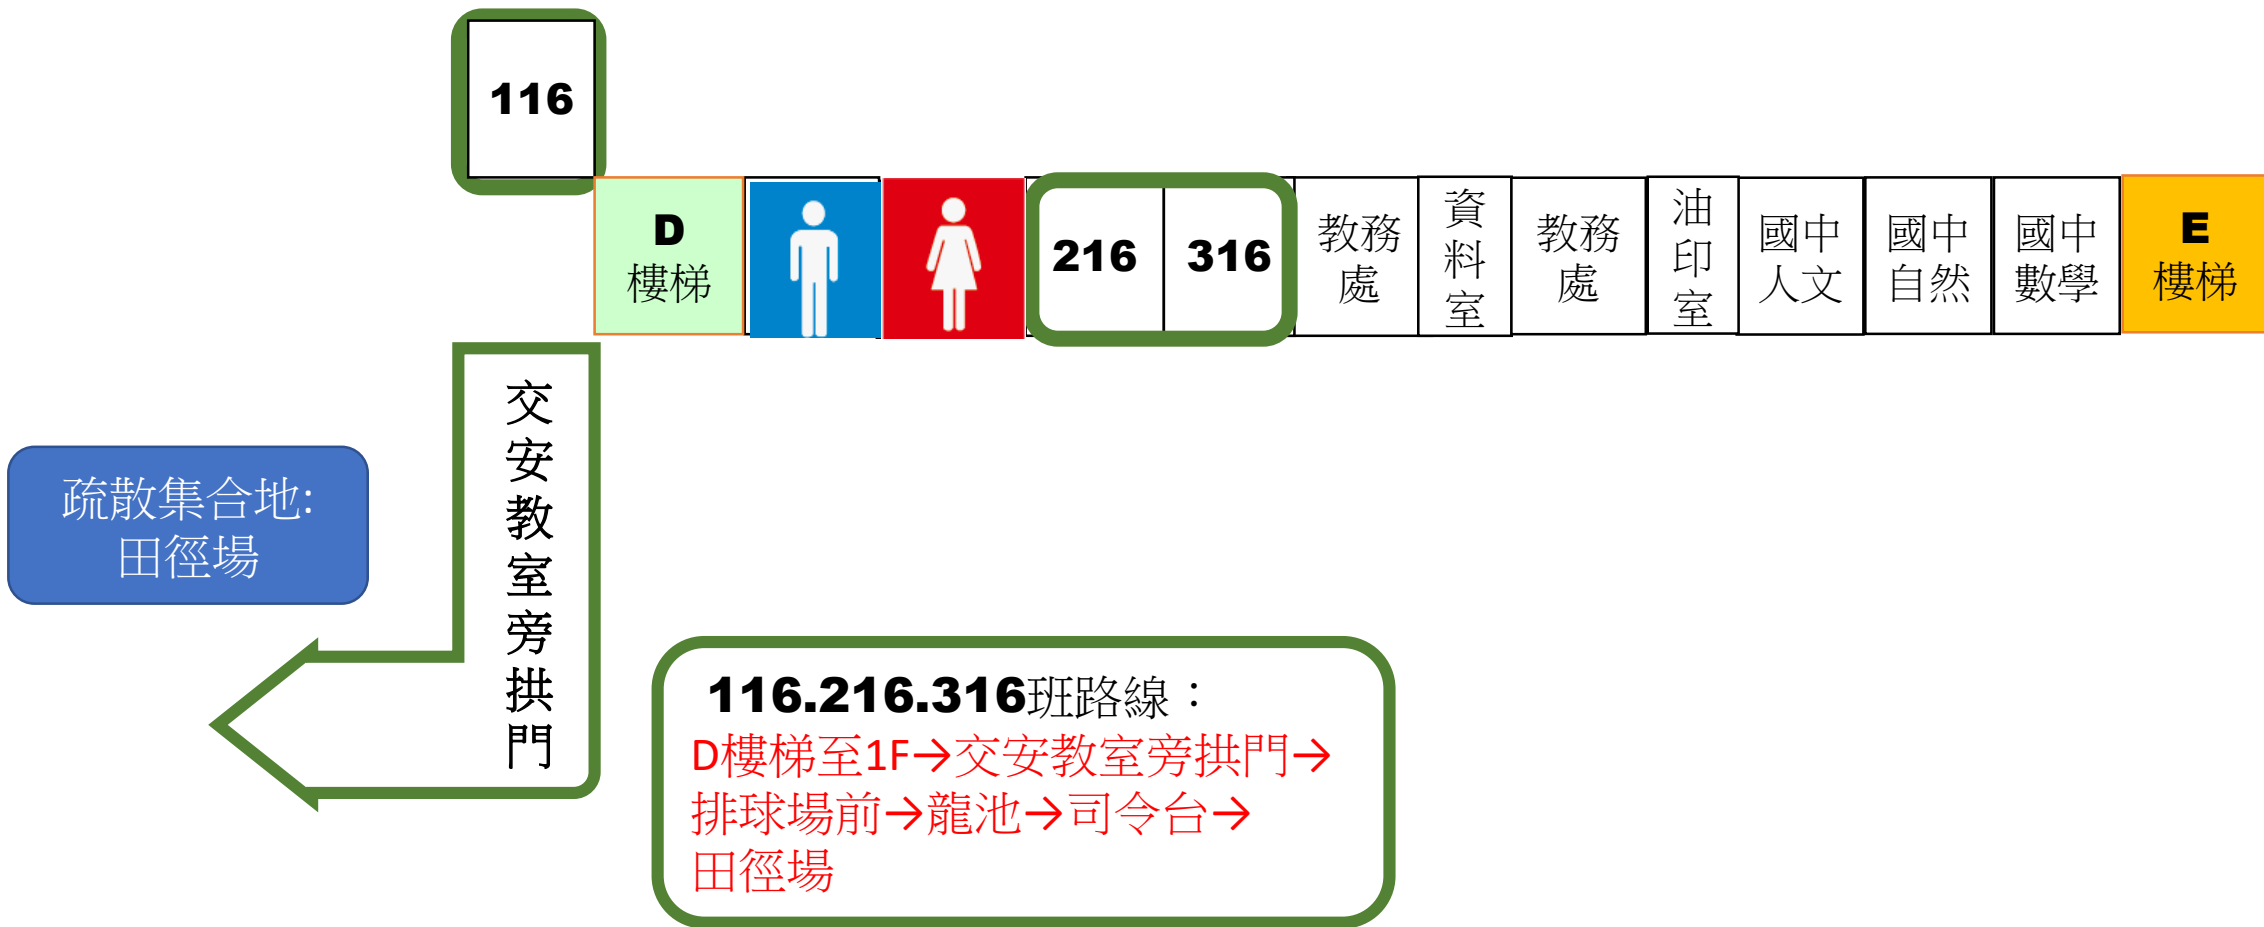 116
D
樓梯
216
316
教務
處
資
料
室
教務
處
油
印
室
國中
人文
國中
自然
國中
數學
E
樓梯
交
安
教
室
旁
拱
門
疏散集合地:
田徑場
116.216.316班路線：
D樓梯至1F→交安教室旁拱門→
排球場前→龍池→司令台→
田徑場